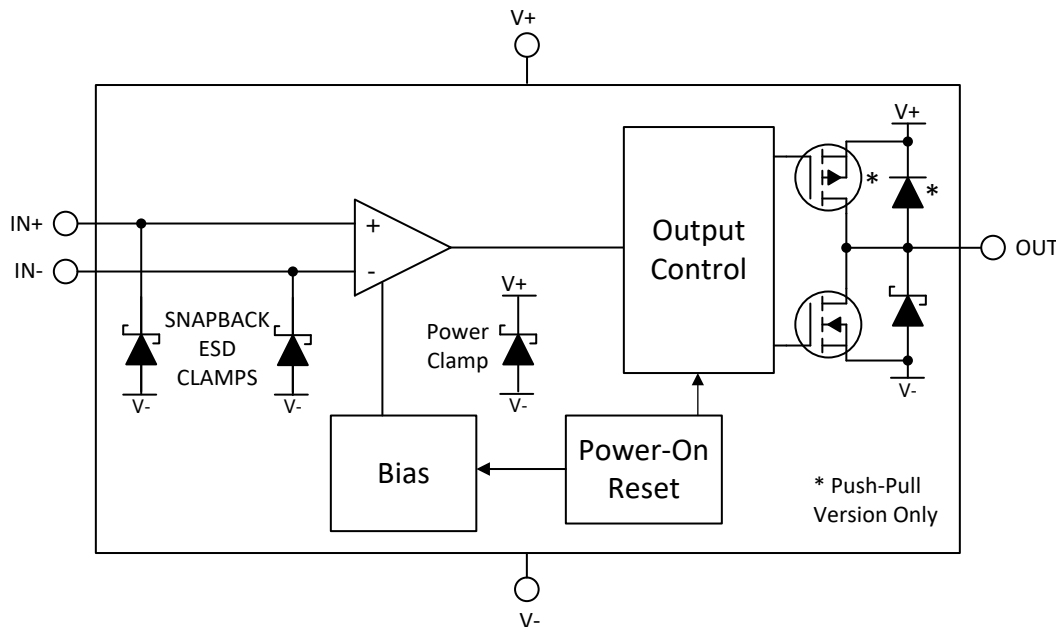 V+
V+
*
*
IN+
+
Output
Control
OUT
IN-
-
V+
SNAPBACK
ESD
CLAMPS
Power
Clamp
V-
V-
V-
V-
Bias
Power-On
Reset
* Push-Pull
Version Only
V-